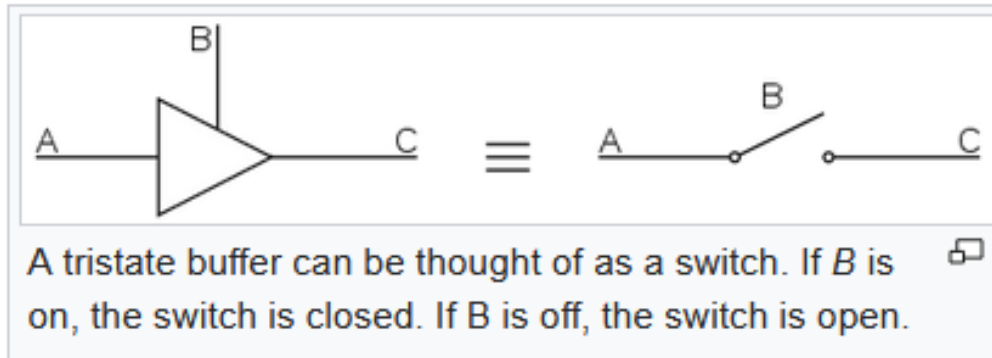 B
B
A C A C
A tristate buffer can be thought of as a switch. If B is
on, the switch is closed. If B is off, the switch is open.